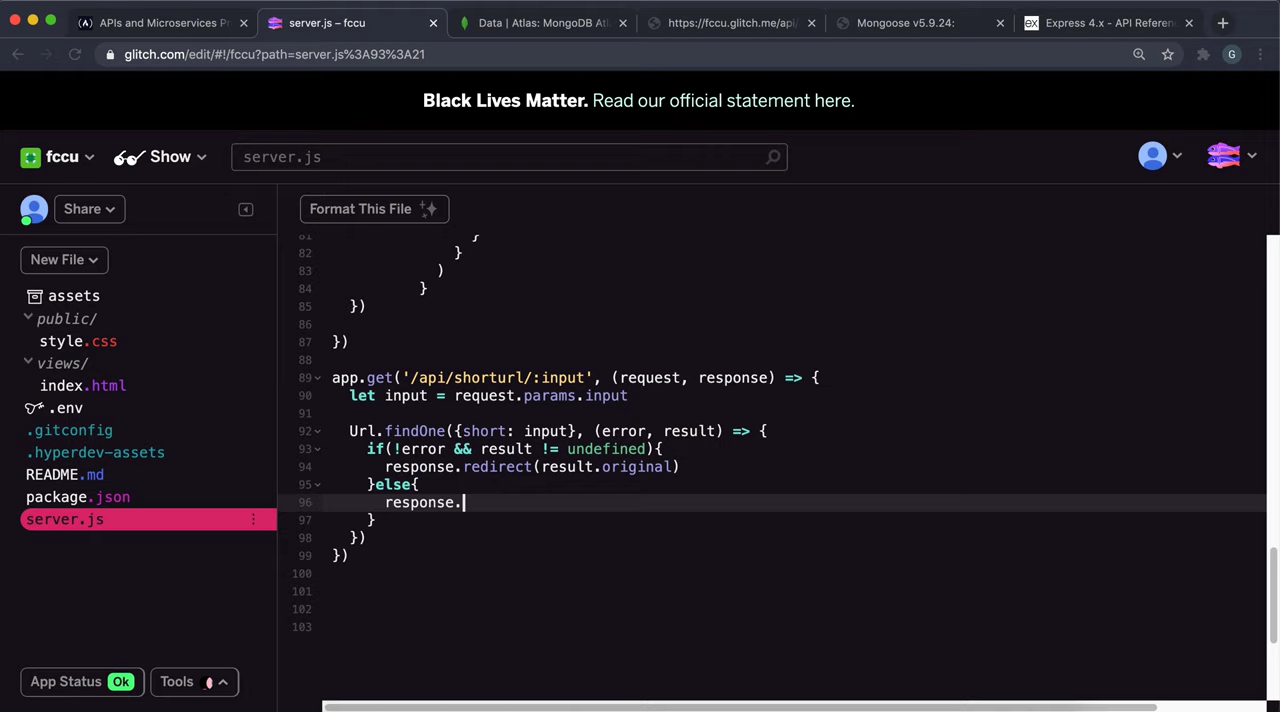 APIs and Microservices Pr
server.js – fccu
Data | Atlas: MongoDB Atl
https://fccu.glitch.me/api/
Mongoose v5.9.24:
Express 4.x - API Referen
glitch.com/edit/#!/fccu?path=server.js%3A93%3A21
G
Black Lives Matter. Read our official statement here.
fccu
Show
server.js
Share
Format This File
New File
assets
public/
style.css
views/
index.html
.env
.gitconfig
.hyperdev-assets
README.md
package.json
server.js
App Status Ok
Tools
81 }
82 }
83 )
84 }
85 })
86
87 })
88
89 app.get('/api/shorturl/:input', (request, response) => {
90 let input = request.params.input
91
92 Url.findOne({short: input}, (error, result) => {
93 if(!error && result != undefined){
94 response.redirect(result.original)
95 }else{
96 response.
97 }
98 })
99 })
100
101
102
103